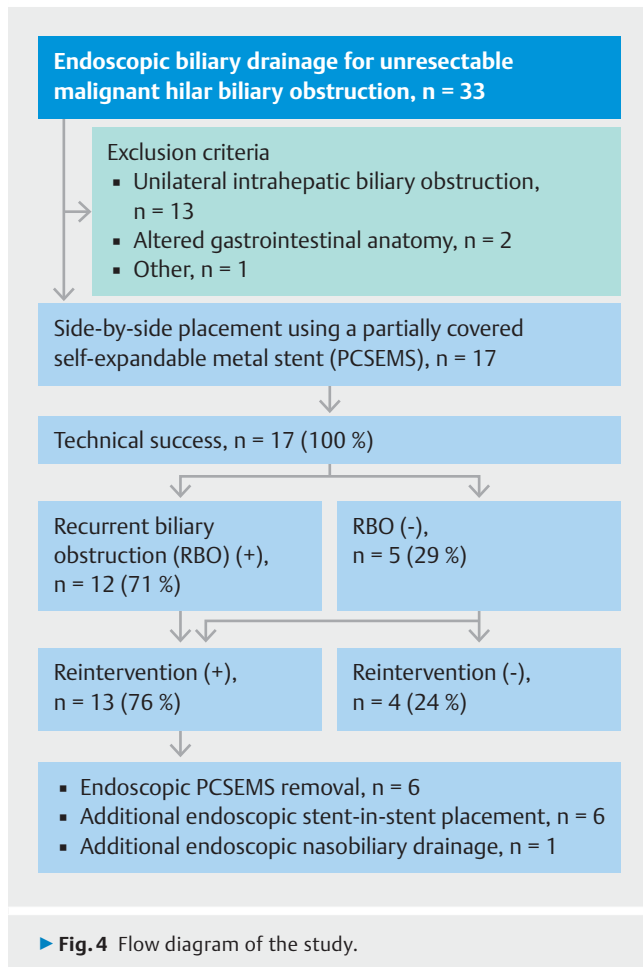 Endoscopic biliary drainage for unresectable
malignant hilar biliary obstruction, n = 33
Exclusion criteria
▪ Unilateral intrahepatic biliary obstruction,
n = 13
▪ Altered gastrointestinal anatomy, n = 2
▪ Other, n = 1
Side-by-side placement using a partially covered
self-expandable metal stent (PCSEMS), n = 17
Technical success, n = 17 (100 %)
Recurrent biliary
obstruction (RBO) (+),
n = 12 (71 %)
RBO (-),
n = 5 (29 %)
Reintervention (+),
n = 13 (76 %)
Reintervention (-),
n = 4 (24 %)
▪ Endoscopic PCSEMS removal, n = 6
▪ Additional endoscopic stent-in-stent placement, n = 6
▪ Additional endoscopic nasobiliary drainage, n = 1
▶ Fig. 4 Flow diagram of the study.